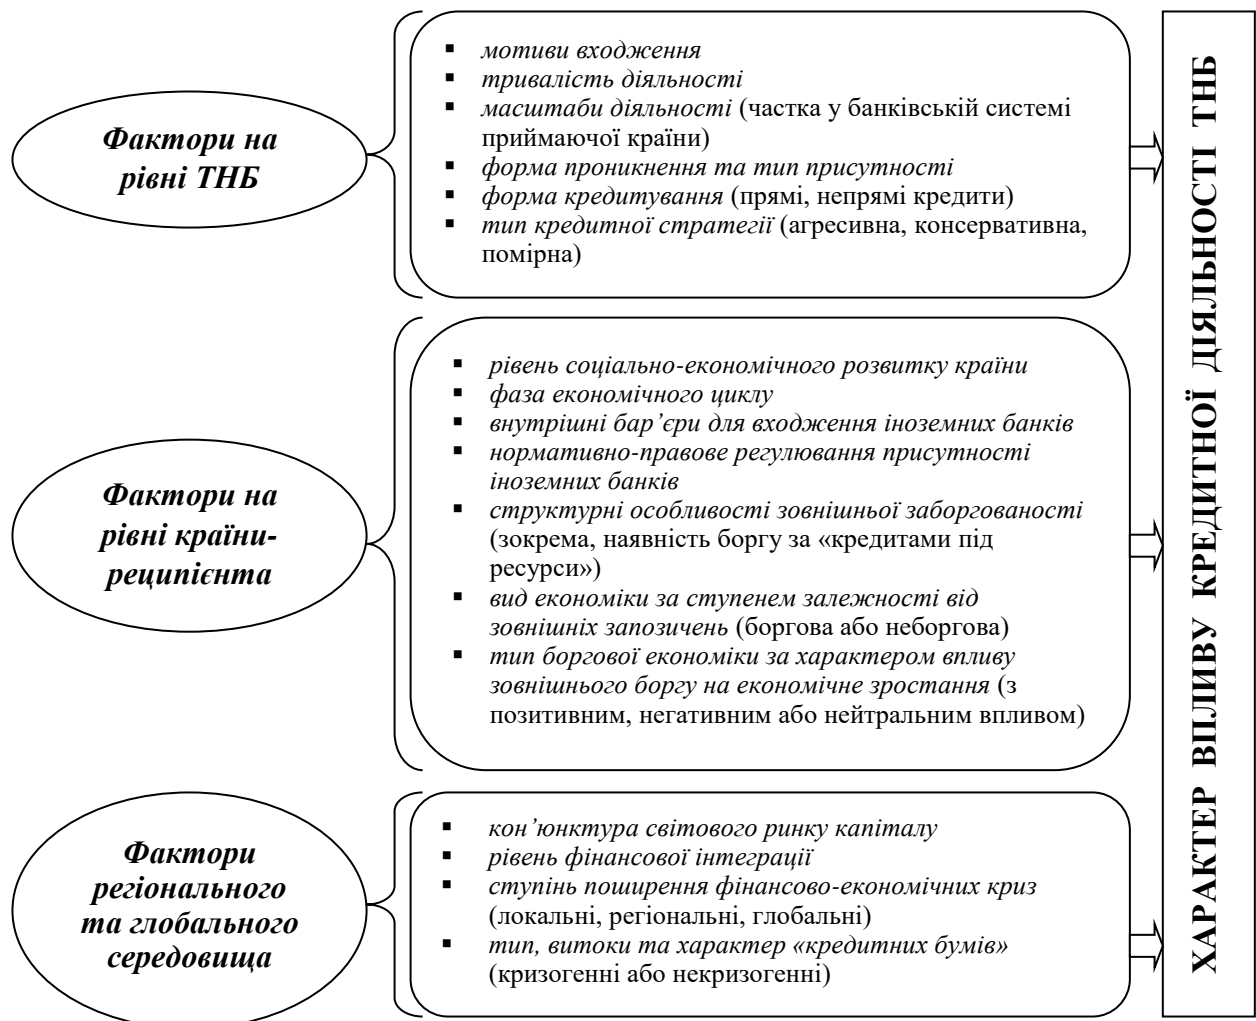 Фактори на
рівні ТНБ
▪ мотиви входження
▪ тривалість діяльності
▪ масштаби діяльності (частка у банківській системі
приймаючої країни)
▪ форма проникнення та тип присутності
▪ форма кредитування (прямі, непрямі кредити)
▪ тип кредитної стратегії (агресивна, консервативна,
помірна)
Фактори на
рівні країни-
реципієнта
▪ рівень соціально-економічного розвитку країни
▪ фаза економічного циклу
▪ внутрішні бар’єри для входження іноземних банків
▪ нормативно-правове регулювання присутності
іноземних банків
▪ структурні особливості зовнішньої заборгованості
(зокрема, наявність боргу за «кредитами під
ресурси»)
▪ вид економіки за ступенем залежності від
зовнішніх запозичень (боргова або неборгова)
▪ тип боргової економіки за характером впливу
зовнішнього боргу на економічне зростання (з
позитивним, негативним або нейтральним впливом)
Фактори
регіонального
та глобального
середовища
▪ кон’юнктура світового ринку капіталу
▪ рівень фінансової інтеграції
▪ ступінь поширення фінансово-економічних криз
(локальні, регіональні, глобальні)
▪ тип, витоки та характер «кредитних бумів»
(кризогенні або некризогенні)
ХАРАКТЕР ВПЛИВУ КРЕДИТНОЇ ДІЯЛЬНОСТІ ТНБ